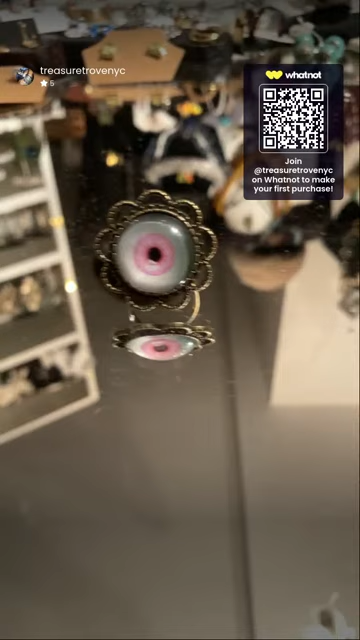 treasuretrovenyc
★5
whatnot
Join
@treasuretrovenyc
on Whatnot to make
your first purchase!